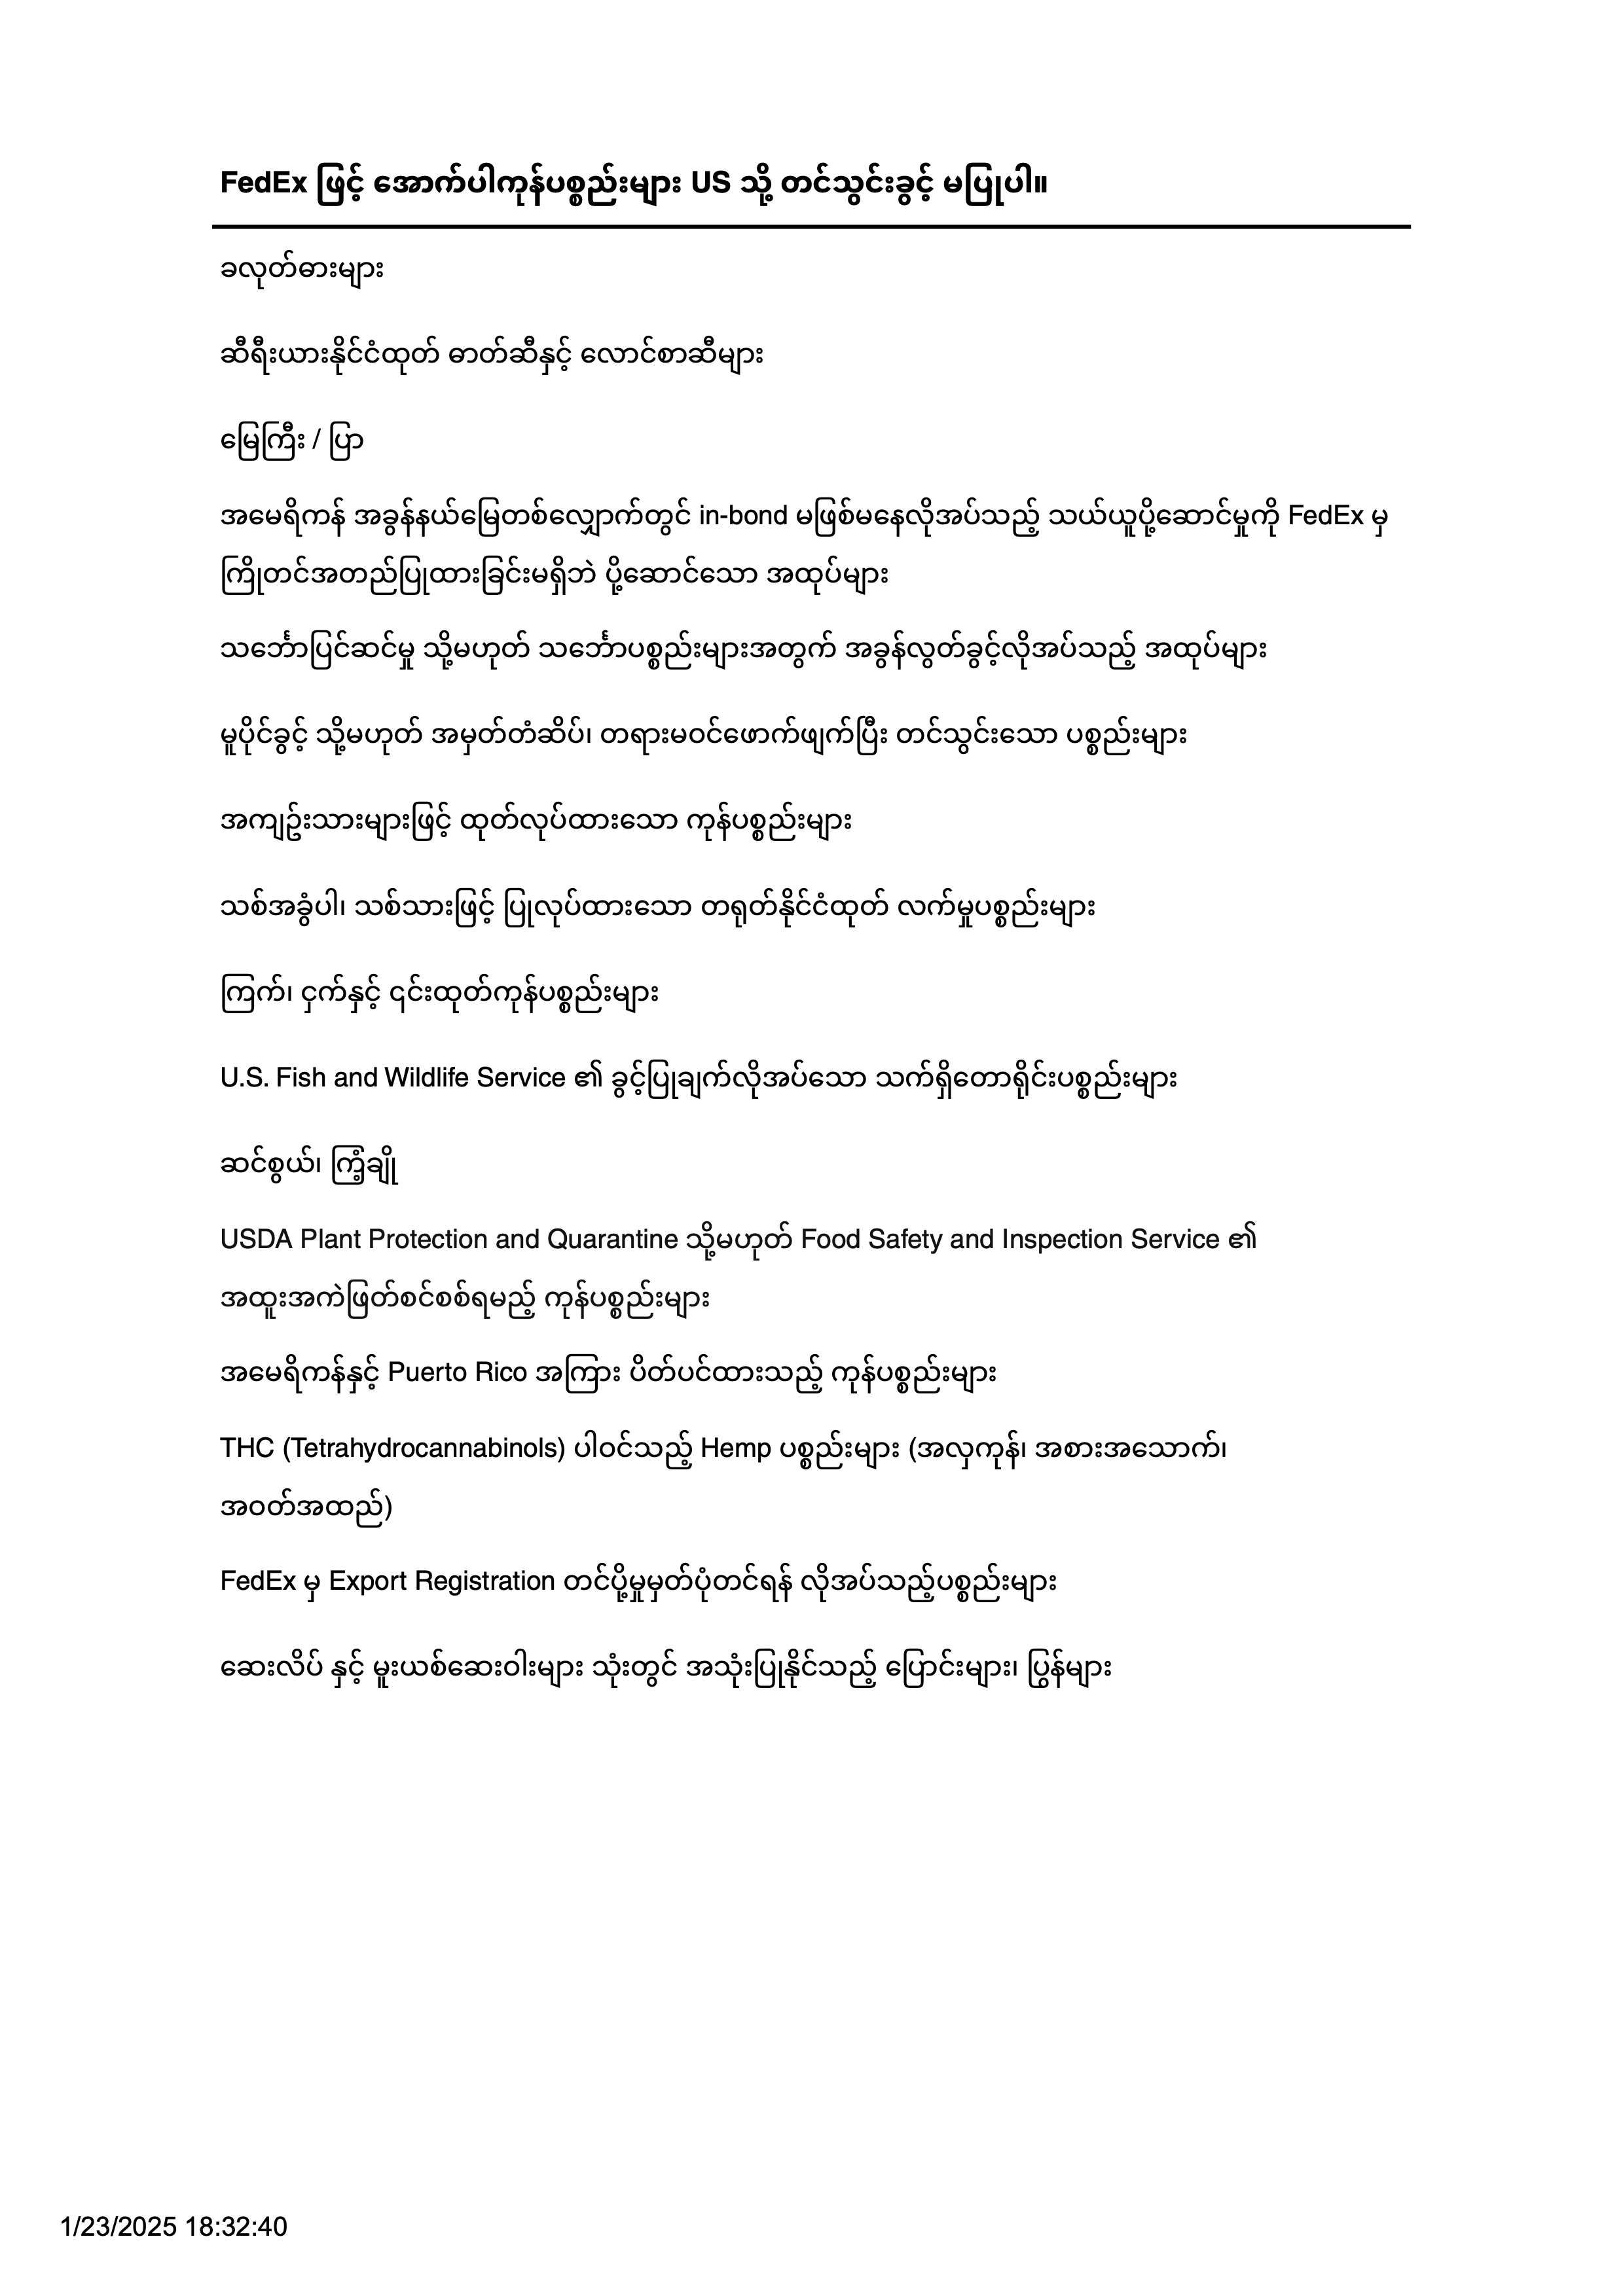 FedEx ဖြင့် အောက်ပါကုန်ပစ္စည်းများ US သို့ တင်သွင်းခွင့် မပြုပါ။
ခလုတ်ဓားများ
ဆီရီးယားနိုင်ငံထုတ် ဓာတ်ဆီနှင့် လောင်စာဆီများ
မြေကြီး / ပြာ
အမေရိကန် အခွန်နယ်မြေတစ်လျှောက်တွင် in-bond မဖြစ်မနေလိုအပ်သည့် သယ်ယူပို့ဆောင်မှုကို FedEx မှ
ကြိုတင်အတည်ပြုထားခြင်းမရှိဘဲ ပို့ဆောင်သော အထုပ်များ
သင်္ဘောပြင်ဆင်မှု သို့မဟုတ် သင်္ဘောပစ္စည်းများအတွက် အခွန်လွတ်ခွင့်လိုအပ်သည့် အထုပ်များ
မူပိုင်ခွင့် သို့မဟုတ် အမှတ်တံဆိပ်၊ တရားမဝင်ဖောက်ဖျက်ပြီး တင်သွင်းသော ပစ္စည်းများ
အကျဥ်းသားများဖြင့် ထုတ်လုပ်ထားသော ကုန်ပစ္စည်းများ
သစ်အခွံပါ၊ သစ်သားဖြင့် ပြုလုပ်ထားသော တရုတ်နိုင်ငံထုတ် လက်မှုပစ္စည်းများ
ကြက်၊ ငှက်နှင့် ၎င်းထုတ်ကုန်ပစ္စည်းများ
U.S. Fish and Wildlife Service ၏ ခွင့်ပြုချက်လိုအပ်သော သက်ရှိတောရိုင်းပစ္စည်းများ
ဆင်စွယ်၊ ကြံ့ချို
USDA Plant Protection and Quarantine သို့မဟုတ် Food Safety and Inspection Service ၏
အထူးအကဲဖြတ်စင်စစ်ရမည့် ကုန်ပစ္စည်းများ
အမေရိကန်နှင့် Puerto Rico အကြား ပိတ်ပင်ထားသည့် ကုန်ပစ္စည်းများ
THC (Tetrahydrocannabinols) ပါဝင်သည့် Hemp ပစ္စည်းများ (အလှကုန်၊ အစားအသောက်၊
အဝတ်အထည်)
FedEx မှ Export Registration တင်ပို့မှုမှတ်ပုံတင်ရန် လိုအပ်သည့်ပစ္စည်းများ
ဆေးလိပ် နှင့် မူးယစ်ဆေးဝါးများ သုံးတွင် အသုံးပြုနိုင်သည့် ပြောင်းများ၊ ပြွန်များ
1/23/2025 18:32:40